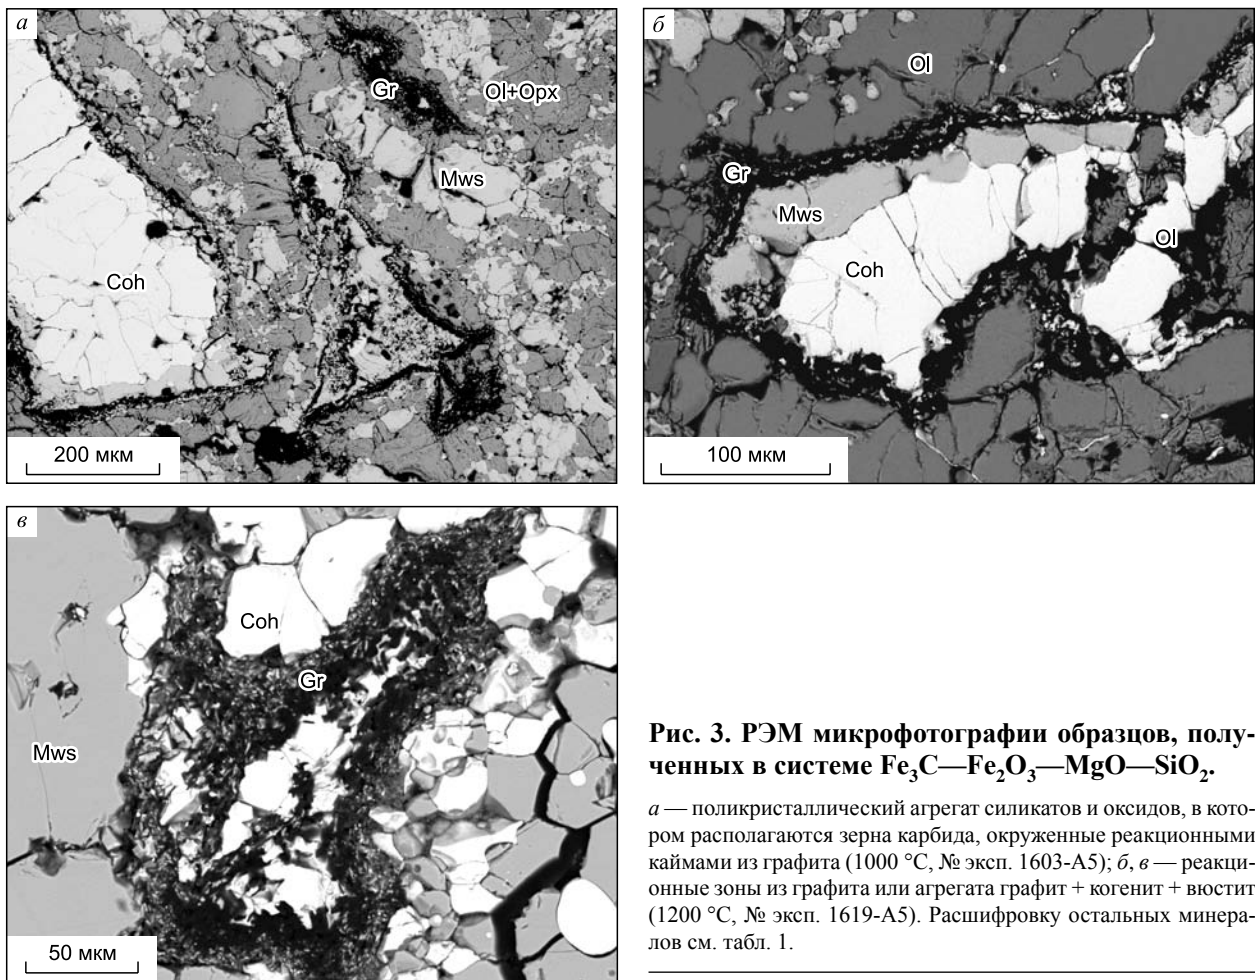 а
Gr
Ol+Opx
Mws
Coh
200 мкм
б
Ol
Gr
Mws
Coh
Ol
100 мкм
в
Coh
Gr
Mws
50 мкм
Рис. 3. РЭМ микрофотографии образцов, полу-
ченных в системе Fe₃C—Fe₂O₃—MgO—SiO₂.
а — поликристаллический агрегат силикатов и оксидов, в кото-
ром располагаются зерна карбида, окруженные реакционными
каймами из графита (1000 °C, № эксп. 1603-А5); б, в — реакци-
онные зоны из графита или агрегата графит + когенит + вюстит
(1200 °C, № эксп. 1619-А5). Расшифровку остальных минера-
лов см. табл. 1.